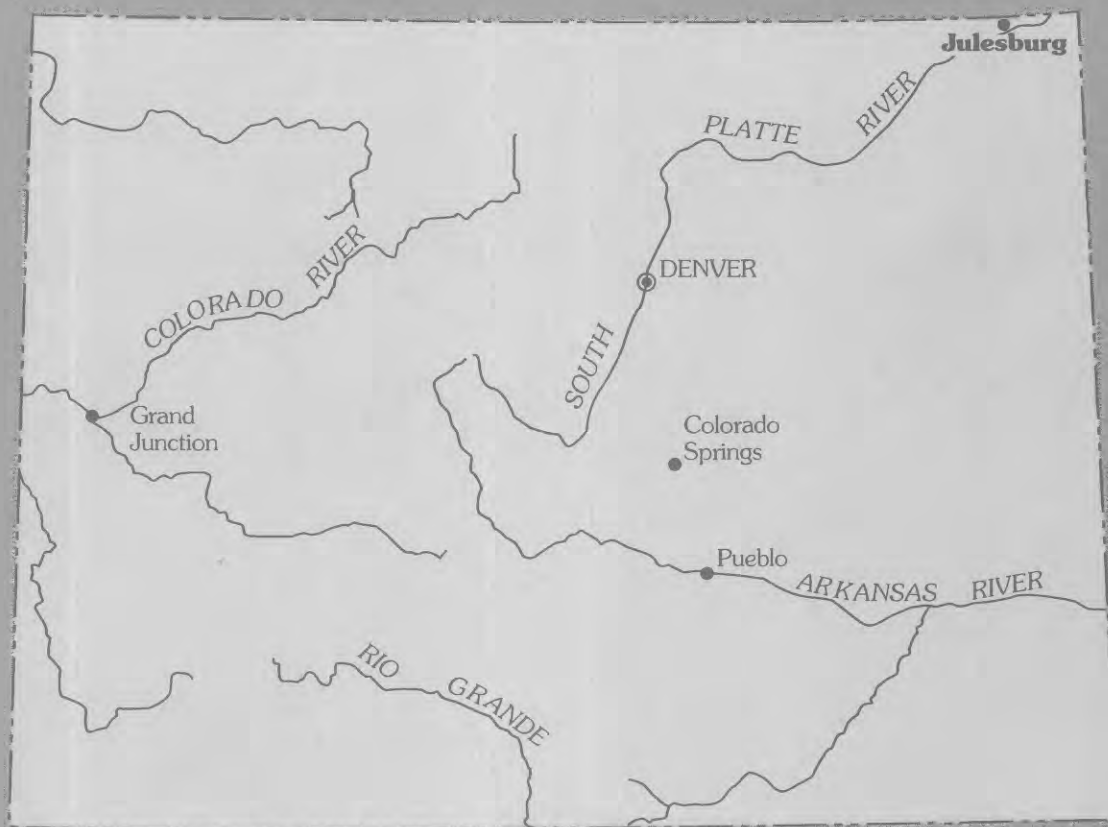 Julesburg
PLATTE RIVER
DENVER
COLORADO RIVER
SOUTH
Grand
Junction
Colorado
Springs
Pueblo
ARKANSAS RIVER
RIO GRANDE